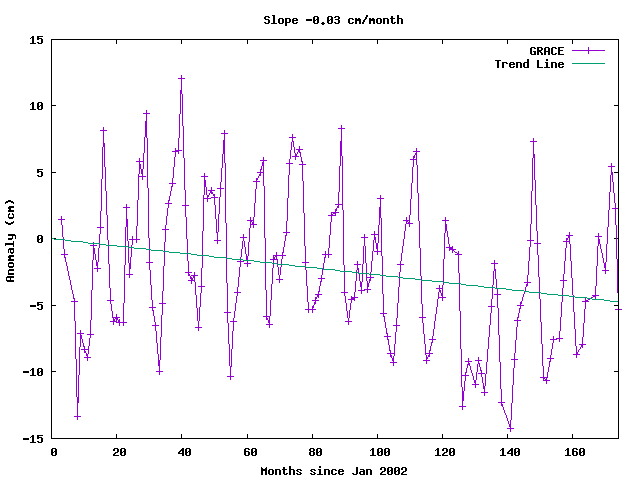 Slope -0.03 cm/month
GRACE
Trend Line
15
10
5
0
-5
-10
-15
Anomaly (cm)
0 20 40 60 80 100 120 140 160
Months since Jan 2002